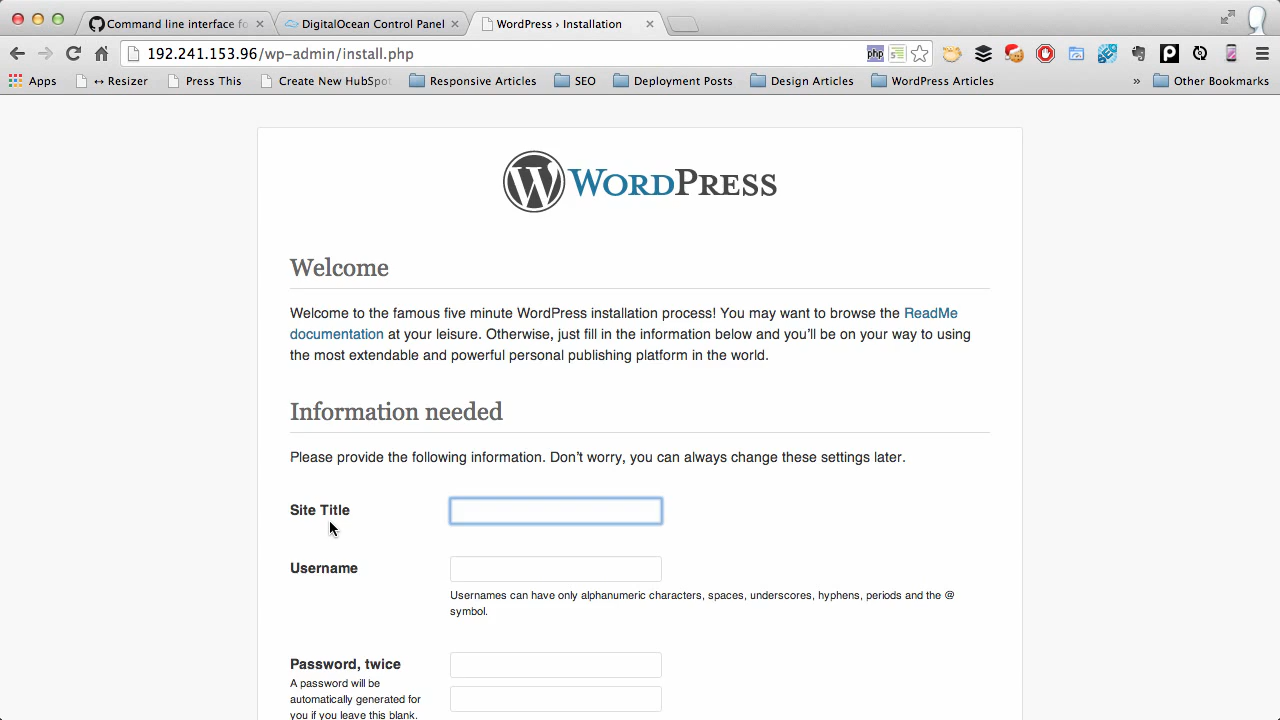 Command line interface fo
DigitalOcean Control Panel
WordPress › Installation
192.241.153.96/wp-admin/install.php
php
Apps
↔ Resizer
Press This
Create New HubSpot
Responsive Articles
SEO
Deployment Posts
Design Articles
WordPress Articles
»
Other Bookmarks
WORDPRESS
Welcome
Welcome to the famous five minute WordPress installation process! You may want to browse the ReadMe
documentation at your leisure. Otherwise, just fill in the information below and you'll be on your way to using
the most extendable and powerful personal publishing platform in the world.
Information needed
Please provide the following information. Don't worry, you can always change these settings later.
Site Title
Username
Usernames can have only alphanumeric characters, spaces, underscores, hyphens, periods and the @
symbol.
Password, twice
A password will be
automatically generated for
you if you leave this blank.